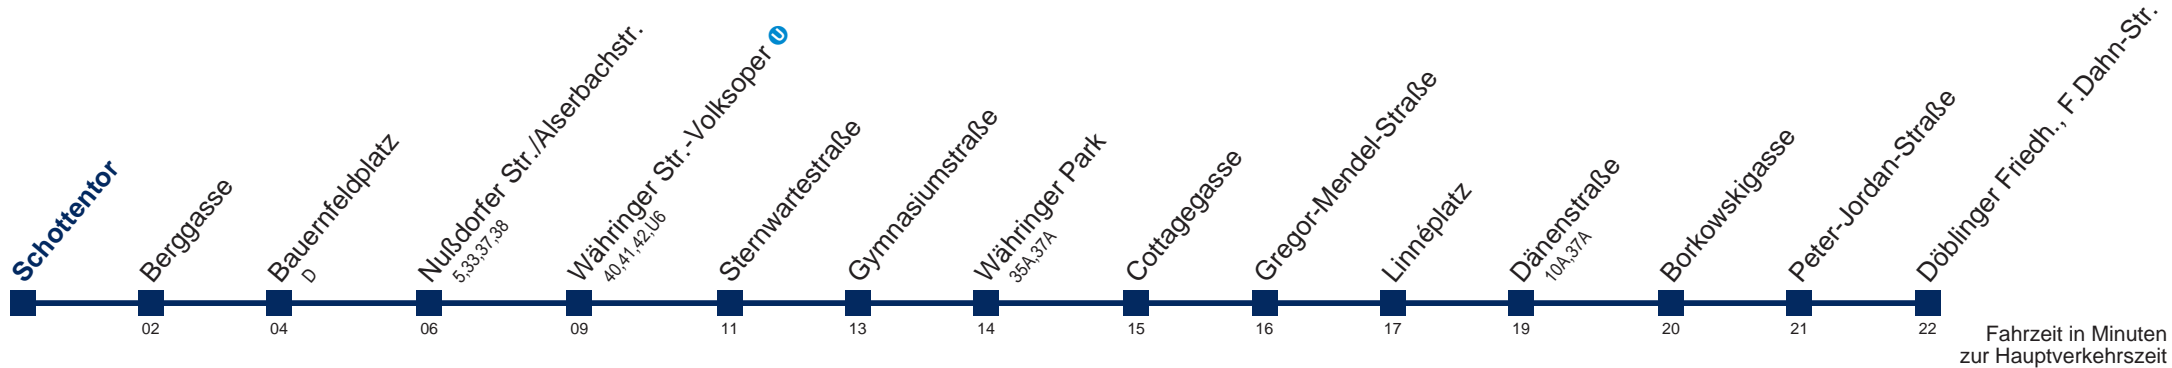 Schottentor
Berggasse
Bauernfeldplatz
D
Nußdorfer Str./Alserbachstr.
5,33,37,38
Währinger Str.-Volksoper U
40,41,42,U6
Sternwartestraße
Gymnasiumstraße
Währinger Park
35A,37A
Cottagegasse
Gregor-Mendel-Straße
Linnéplatz
Dänenstraße
10A,37A
Borkowskigasse
Peter-Jordan-Straße
Döblinger Friedh., F.Dahn-Str.
02 04 06 09 11 13 14 15 16 17 19 20 21 22
Fahrzeit in Minuten
zur Hauptverkehrszeit